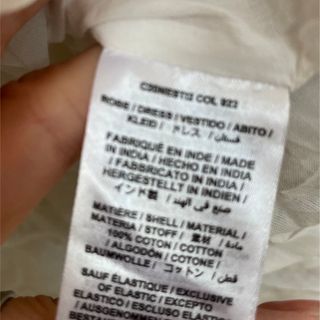 COL 923
ROBE / DRESS / VESTIDO / ABITO /
KLEID / ドレス / فستان
FABRIQUÉ EN INDE / MADE
IN INDIA / HECHO EN INDIA
/ FABBRICATO IN INDIA /
HERGESTELLT IN INDIEN /
インド製 / صنع في الهند
MATIÈRE / SHELL / MATERIAL /
MATERIA / STOFF / 素材 / مادة
100% COTON / COTTON
/ ALGODÓN / COTONE /
BAUMWOLLE / コットン / قطن
SAUF ÉLASTIQUE / EXCLUSIVE
OF ELASTIC / EXCEPTO
ELASTICO / ESCLUSO ELASTICO